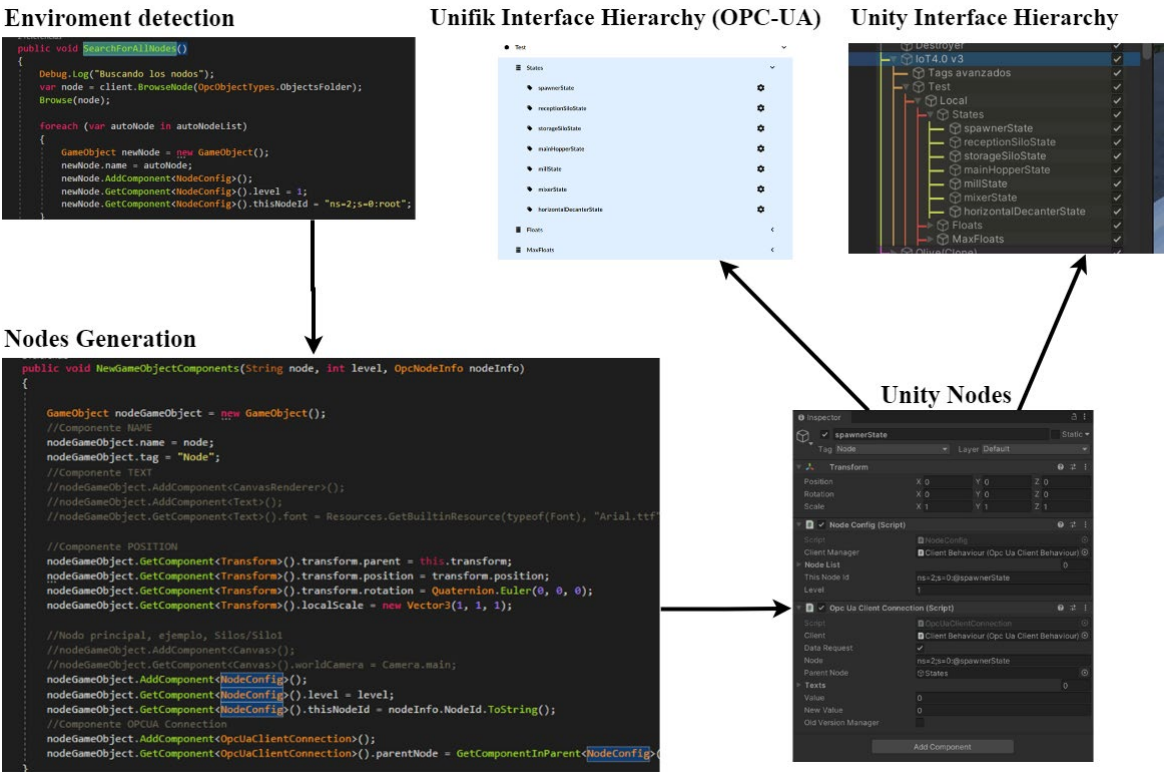 Enviroment detection
public void SearchForAllNodes()
{
Debug.Log("Buscando los nodos");
var node = client.BrowseNode(OpcObjectTypes.ObjectsFolder);
Browse(node);
foreach (var autoNode in autoNodeList)
{
GameObject newNode = new GameObject();
newNode.name = autoNode;
newNode.AddComponent<NodeConfig>();
newNode.GetComponent<NodeConfig>().level = 1;
newNode.GetComponent<NodeConfig>().thisNodeId = "ns=2;s=0:root";
Unifik Interface Hierarchy (OPC-UA)
Test
States
spawnerState
receptionSiloState
storageSiloState
mainHopperState
millState
mixerState
horizontalDecanterState
Floats
MaxFloats
Unity Interface Hierarchy
Destroyer
IoT4.0 v3
Tags avanzados
Test
Local
States
spawnerState
receptionSiloState
storageSiloState
mainHopperState
millState
mixerState
horizontalDecanterState
Floats
MaxFloats
Olive(Clone)
Nodes Generation
public void NewGameObjectComponents(String node, int level, OpcNodeInfo nodeInfo)
{
GameObject nodeGameObject = new GameObject();
//Componente NAME
nodeGameObject.name = node;
nodeGameObject.tag = "Node";
//Componente TEXT
//nodeGameObject.AddComponent<CanvasRenderer>();
//nodeGameObject.AddComponent<Text>();
//nodeGameObject.GetComponent<Text>().font = Resources.GetBuiltinResource(typeof(Font), "Arial.ttf"
//Componente POSITION
nodeGameObject.GetComponent<Transform>().transform.parent = this.transform;
nodeGameObject.GetComponent<Transform>().transform.position = transform.position;
nodeGameObject.GetComponent<Transform>().transform.rotation = Quaternion.Euler(0, 0, 0);
nodeGameObject.GetComponent<Transform>().localScale = new Vector3(1, 1, 1);
//Nodo principal, ejemplo, Silos/Silo1
//nodeGameObject.AddComponent<Canvas>();
//nodeGameObject.GetComponent<Canvas>().worldCamera = Camera.main;
nodeGameObject.AddComponent<NodeConfig>();
nodeGameObject.GetComponent<NodeConfig>().level = level;
nodeGameObject.GetComponent<NodeConfig>().thisNodeId = nodeInfo.NodeId.ToString();
//Componente OPCUA Connection
nodeGameObject.AddComponent<OpcUaClientConnection>();
nodeGameObject.GetComponent<OpcUaClientConnection>().parentNode = GetComponentInParent<NodeConfig>(
}
Unity Nodes
Inspector
spawnerState Static
Tag Node Layer Default
Transform
Position X 0 Y 0 Z 0
Rotation X 0 Y 0 Z 0
Scale X 1 Y 1 Z 1
Node Config (Script)
Script NodeConfig
Client Manager Client Behaviour (Opc Ua Client Behaviour)
Node List 0
This Node Id ns=2;s=0:@spawnerState
Level 1
Opc Ua Client Connection (Script)
Script OpcUaClientConnection
Client Client Behaviour (Opc Ua Client Behaviour)
Data Request
Node ns=2;s=0:@spawnerState
Parent Node States
Texts 0
Value 0
New Value 0
Old Version Manager
Add Component